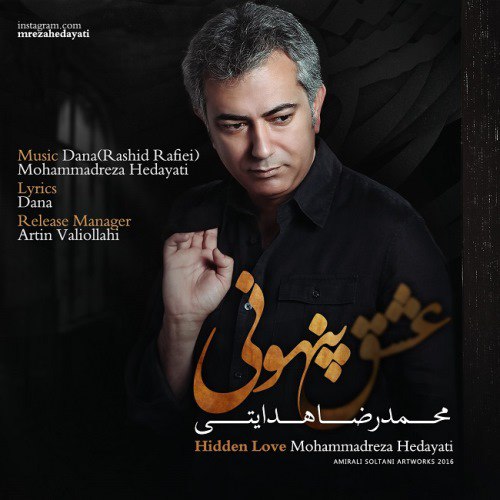 instagram.com
mrezahedayati
Music Dana(Rashid Rafiei)
Mohammadreza Hedayati
Lyrics
Dana
Release Manager
Artin Valiollahi
عشق پنهونی
محمدرضا هدایتی
Hidden Love Mohammadreza Hedayati
AMIRALI SOLTANI ARTWORKS 2016